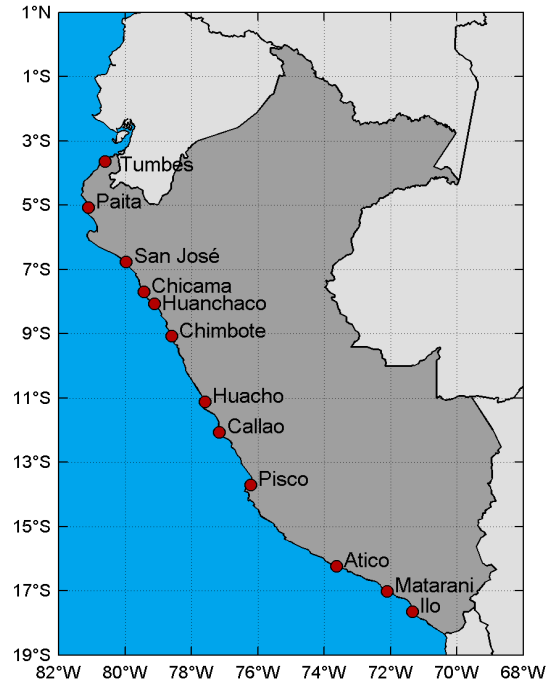 1°N
1°S
3°S
Tumbes
5°S
Paita
San José
7°S
Chicama
Huanchaco
9°S
Chimbote
11°S
Huacho
Callao
13°S
Pisco
15°S
Atico
17°S
Matarani
Ilo
19°S
82°W 80°W 78°W 76°W 74°W 72°W 70°W 68°W